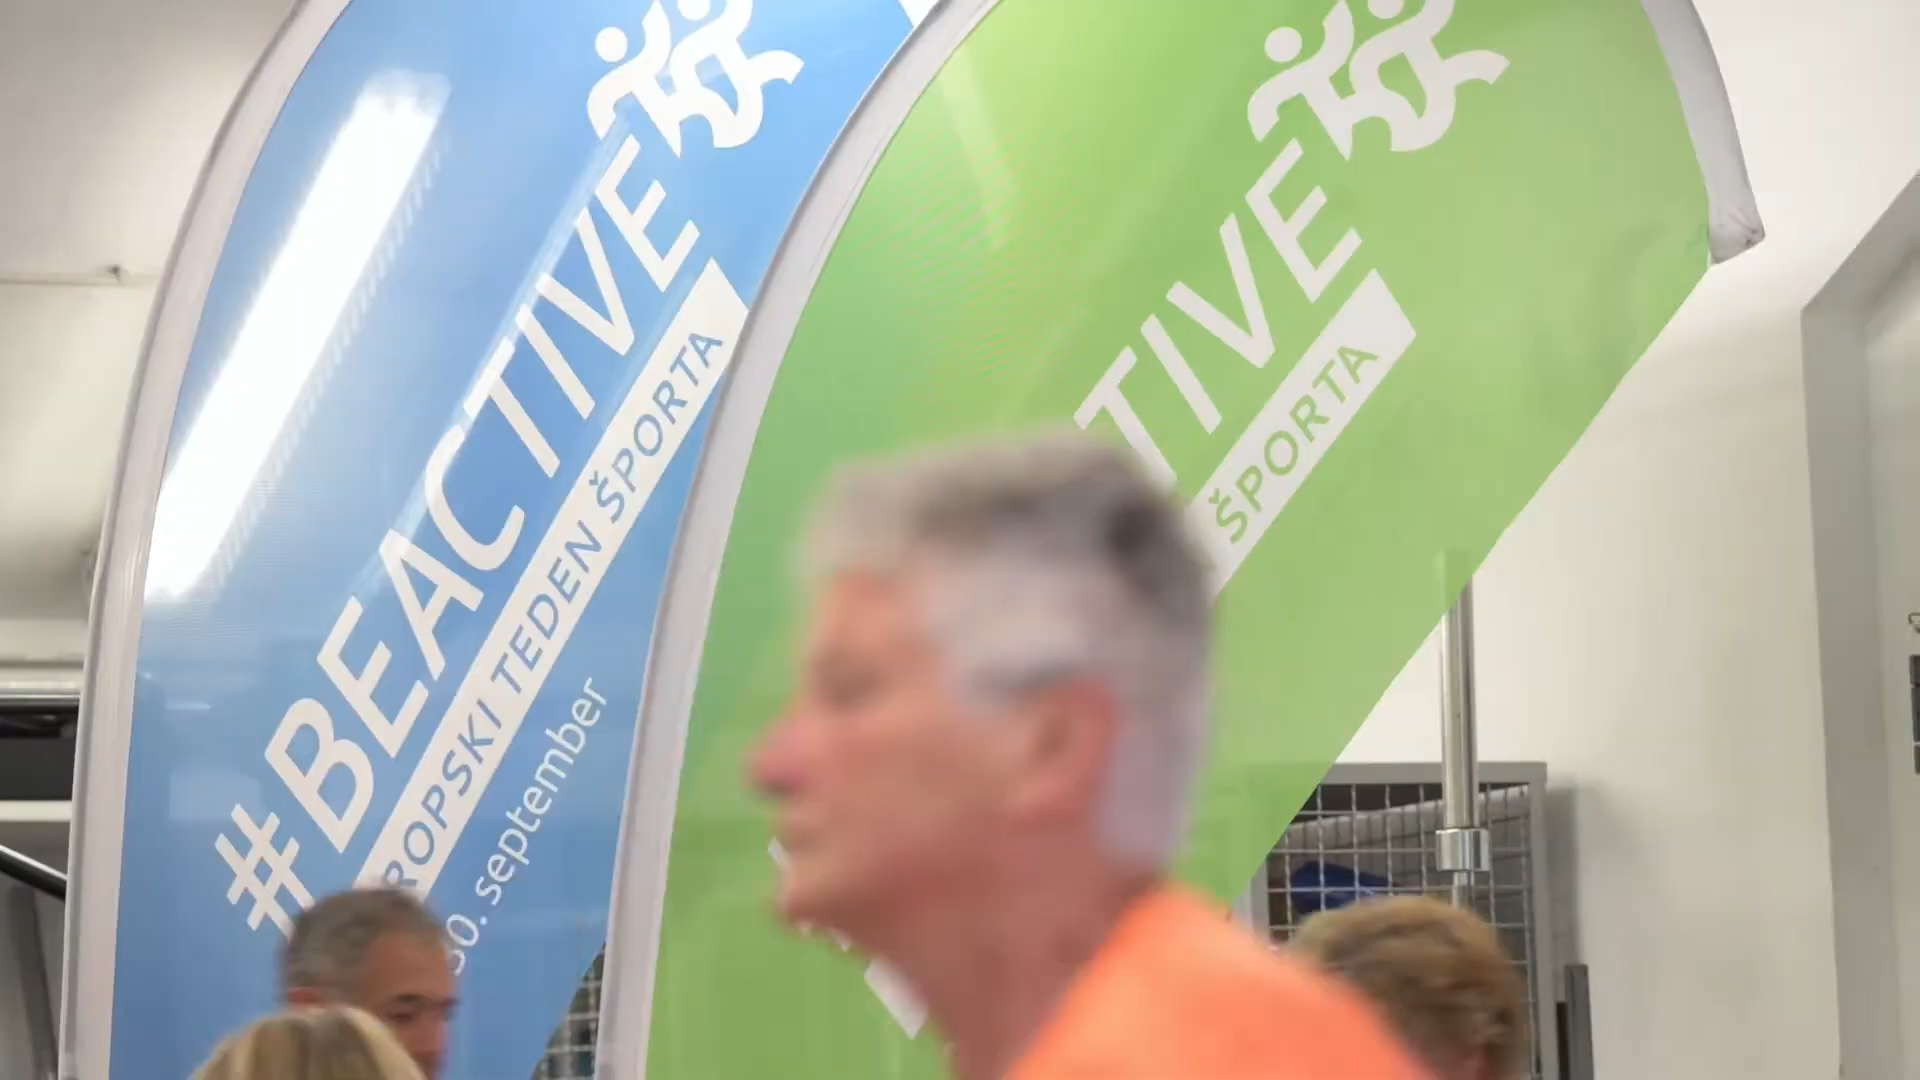 #BEACTIVE
ROPSKI TEDEN ŠPORTA
30. september
TIVE
ŠPORTA